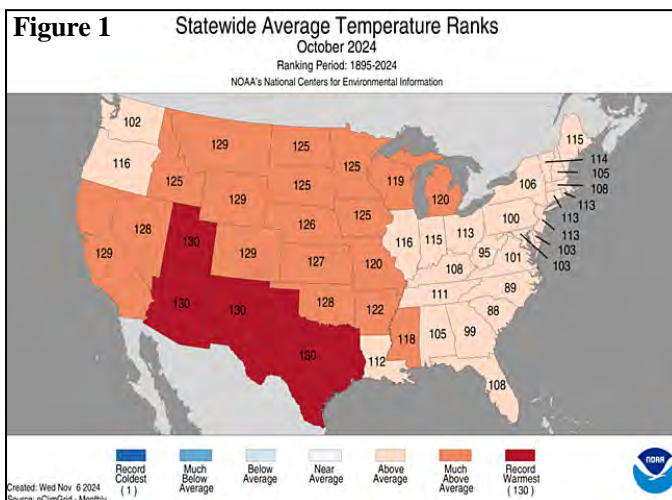 Figure 1
Statewide Average Temperature Ranks
October 2024
Ranking Period: 1895-2024
NOAA's National Centers for Environmental Information
102
129
125
125
115
116
125
129
125
119
120
106
114
105
108
113
113
103
103
128
129
130
129
126
125
127
120
116
115
113
100
95
101
108
130
130
128
122
111
89
88
130
118
105
99
112
108
Record
Coldest
(1)
Much
Below
Average
Below
Average
Near
Average
Above
Average
Much
Above
Average
Record
Warmest
(130)
NOAA
Created: Wed Nov 6 2024
Source: nClimGrid - Monthly